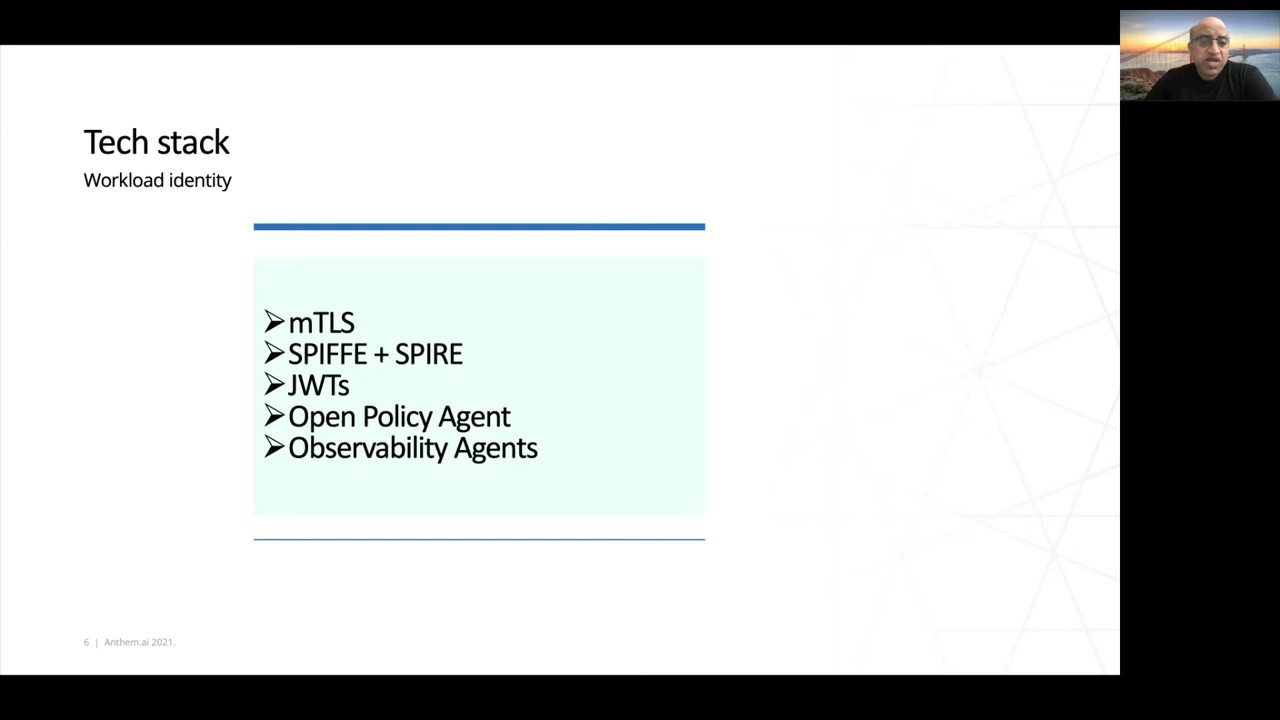 Tech stack
Workload identity
➢mTLS
➢SPIFFE + SPIRE
➢JWTs
➢Open Policy Agent
➢Observability Agents
6 | Anthem.ai 2021.